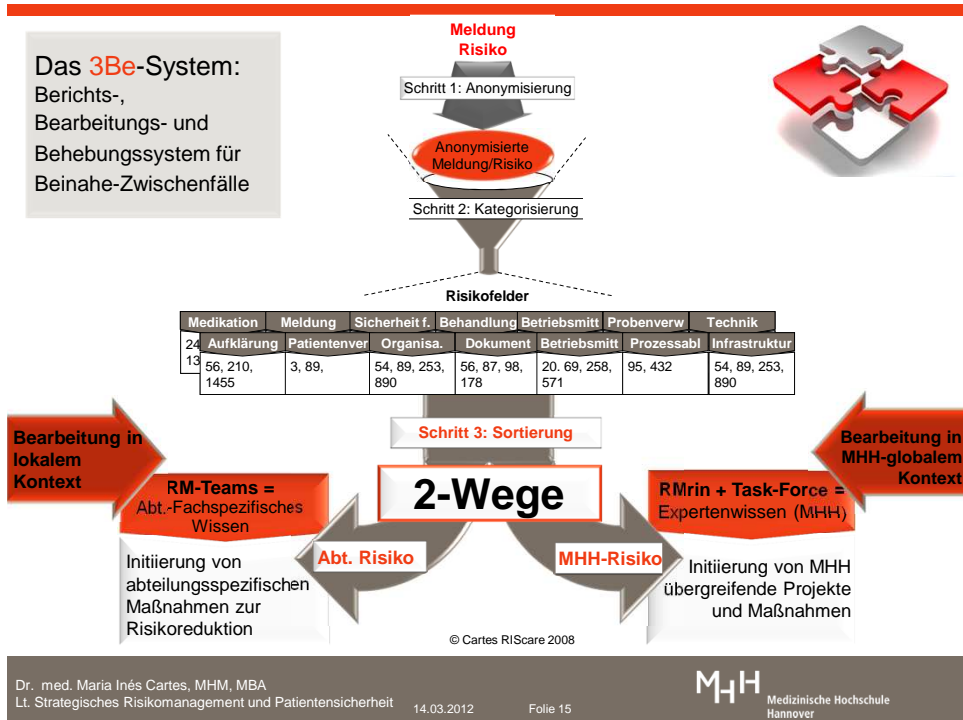 Das 3Be-System:
Berichts-,
Bearbeitungs- und
Behebungssystem für
Beinahe-Zwischenfälle
Meldung
Risiko
Schritt 1: Anonymisierung
Anonymisierte
Meldung/Risiko
Schritt 2: Kategorisierung
Risikofelder
Medikation Meldung Sicherheit f. Behandlung Betriebsmitt Probenverw Technik
24
13
Aufklärung Patientenver Organisa. Dokument Betriebsmitt Prozessabl Infrastruktur
56, 210, 3, 89, 54, 89, 253, 56, 87, 98, 20. 69, 258, 95, 432 54, 89, 253,
1455 890 178 571 890
Schritt 3: Sortierung
2-Wege
Bearbeitung in
lokalem
Kontext
RM-Teams =
Abt.-Fachspezifisches
Wissen
Initiierung von
abteilungsspezifischen
Maßnahmen zur
Risikoreduktion
Abt. Risiko
MHH-Risiko
Bearbeitung in
MHH-globalem
Kontext
RMrin + Task-Force =
Expertenwissen (MHH)
Initiierung von MHH
übergreifende Projekte
und Maßnahmen
© Cartes RIScare 2008
Dr. med. Maria Inés Cartes, MHM, MBA
Lt. Strategisches Risikomanagement und Patientensicherheit
14.03.2012
Folie 15
MHH
Medizinische Hochschule
Hannover